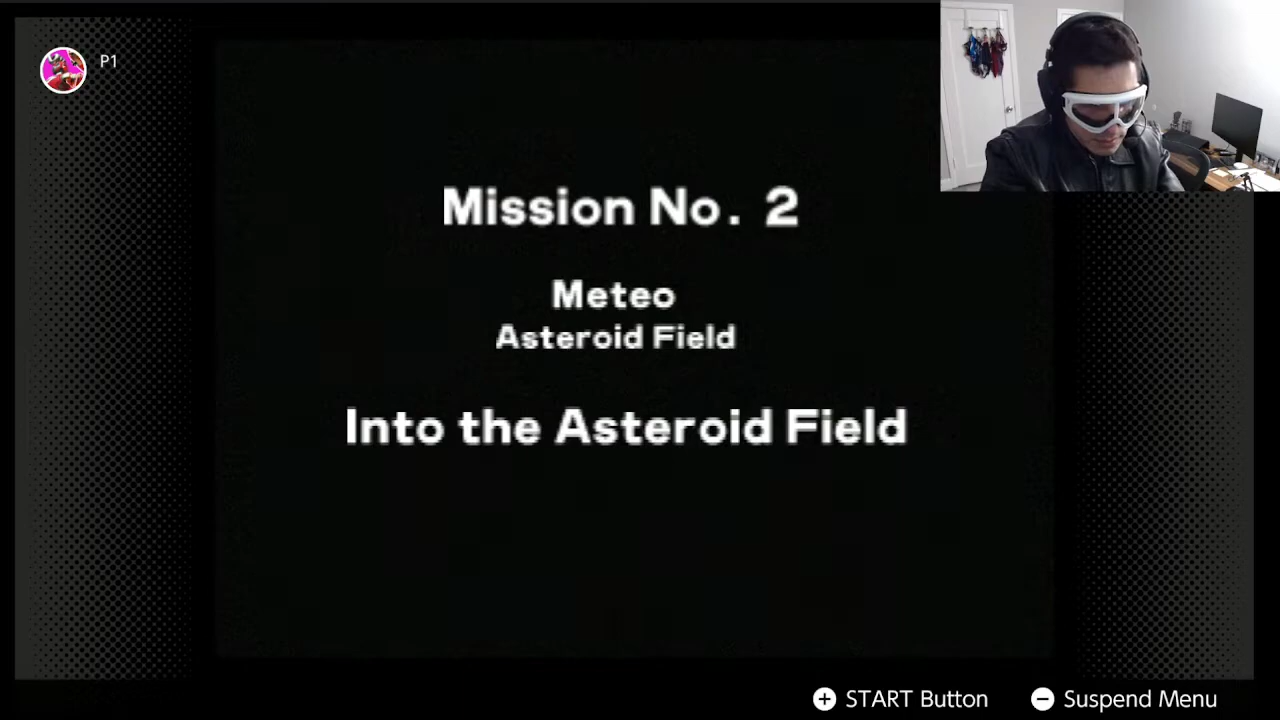 P1
Mission No. 2
Meteo
Asteroid Field
Into the Asteroid Field
START Button
Suspend Menu